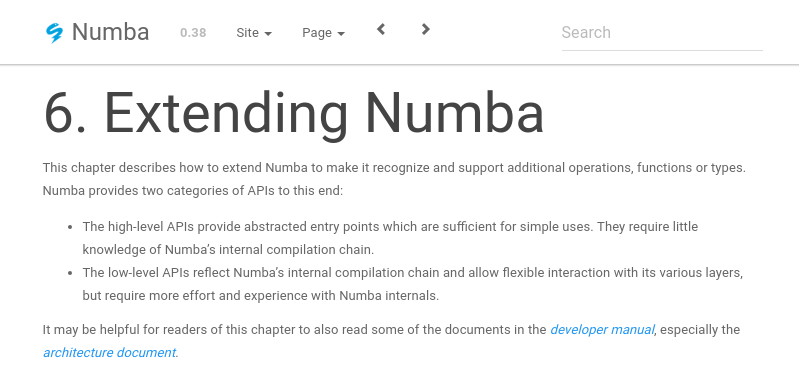 Numba 0.38 Site Page Search
6. Extending Numba
This chapter describes how to extend Numba to make it recognize and support additional operations, functions or types.
Numba provides two categories of APIs to this end:
• The high-level APIs provide abstracted entry points which are sufficient for simple uses. They require little
knowledge of Numba’s internal compilation chain.
• The low-level APIs reflect Numba’s internal compilation chain and allow flexible interaction with its various layers,
but require more effort and experience with Numba internals.
It may be helpful for readers of this chapter to also read some of the documents in the developer manual, especially the
architecture document.